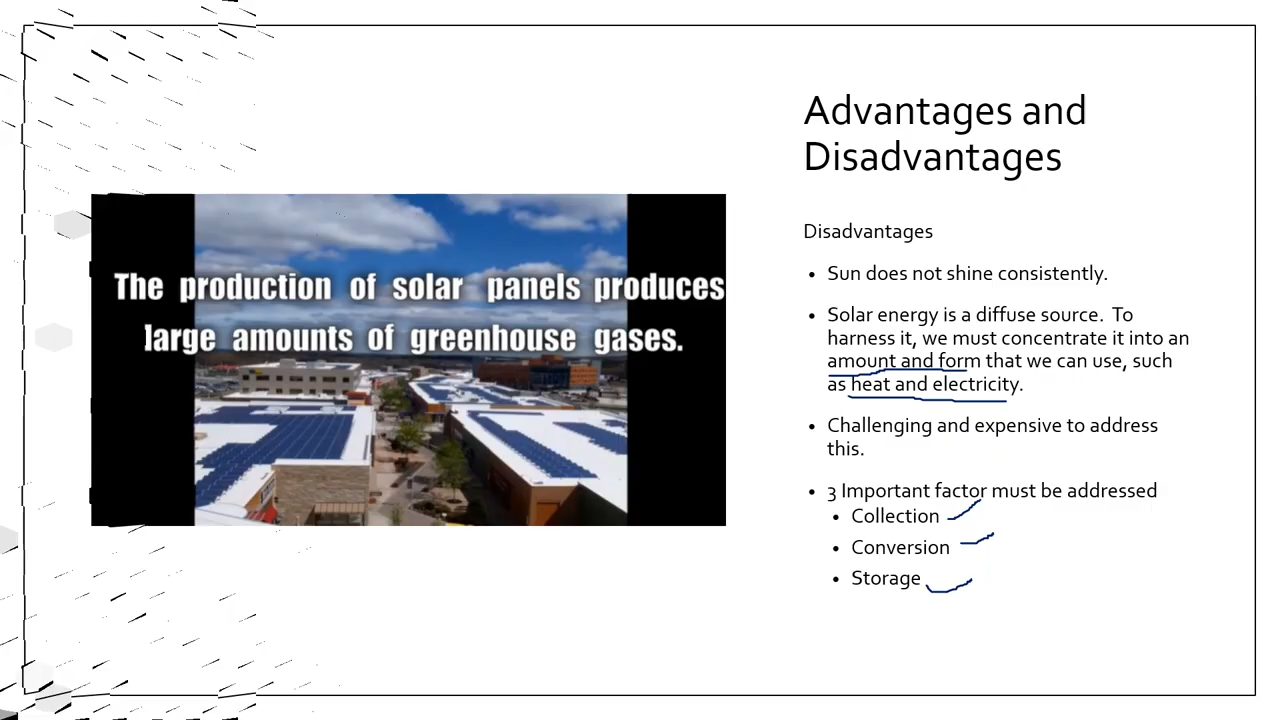 Advantages and
Disadvantages
The production of solar panels produces
large amounts of greenhouse gases.
Disadvantages
• Sun does not shine consistently.
• Solar energy is a diffuse source. To
harness it, we must concentrate it into an
amount and form that we can use, such
as heat and electricity.
• Challenging and expensive to address
this.
• 3 Important factor must be addressed
• Collection
• Conversion
• Storage